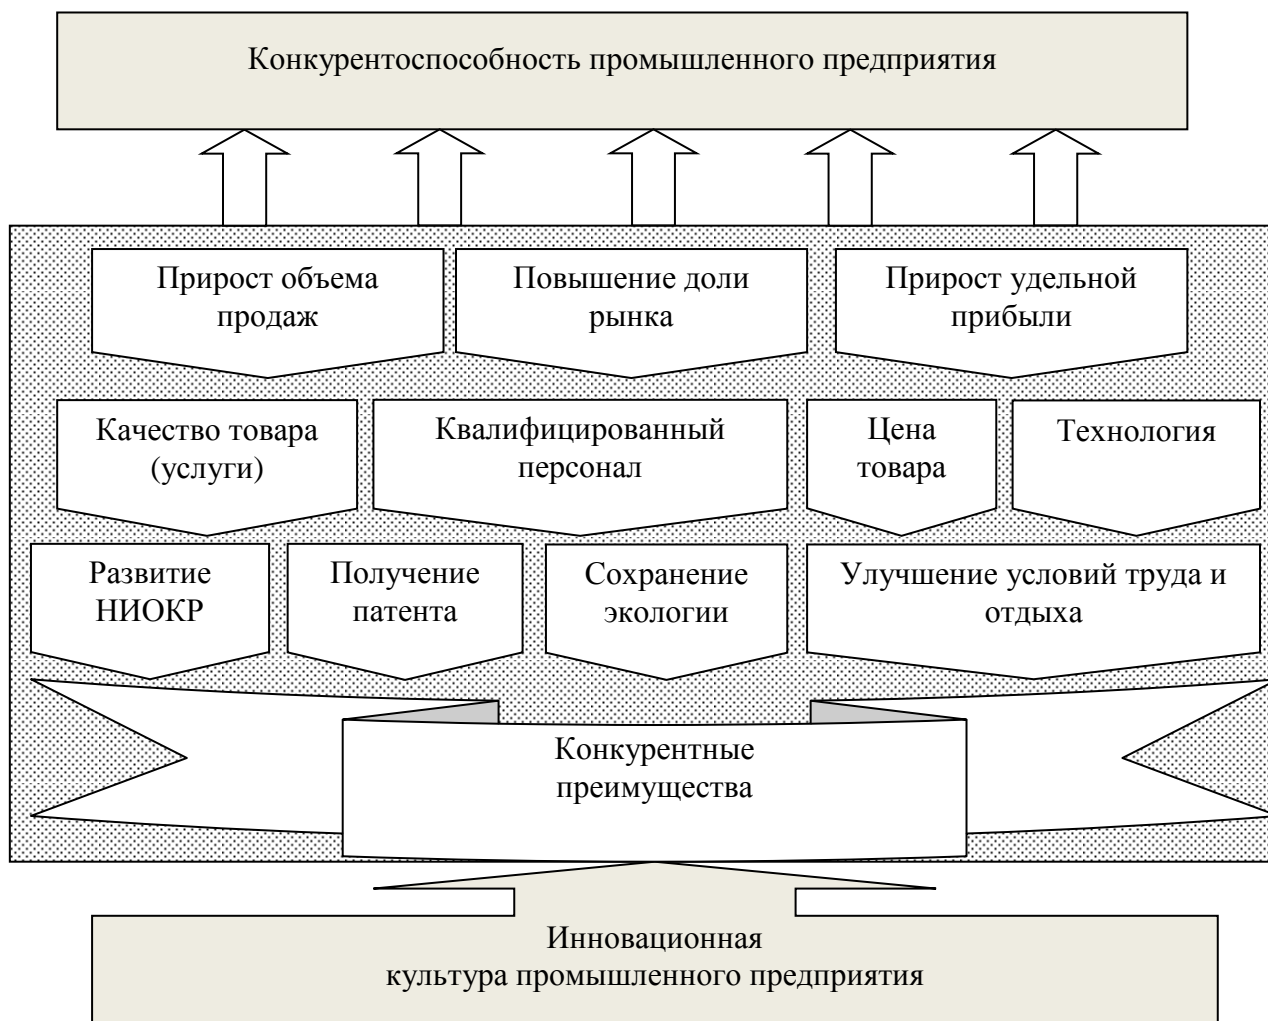 Конкурентоспособность промышленного предприятия
Прирост объема
продаж
Повышение доли
рынка
Прирост удельной
прибыли
Качество товара
(услуги)
Квалифицированный
персонал
Цена
товара
Технология
Развитие
НИОКР
Получение
патента
Сохранение
экологии
Улучшение условий труда и
отдыха
Конкурентные
преимущества
Инновационная
культура промышленного предприятия